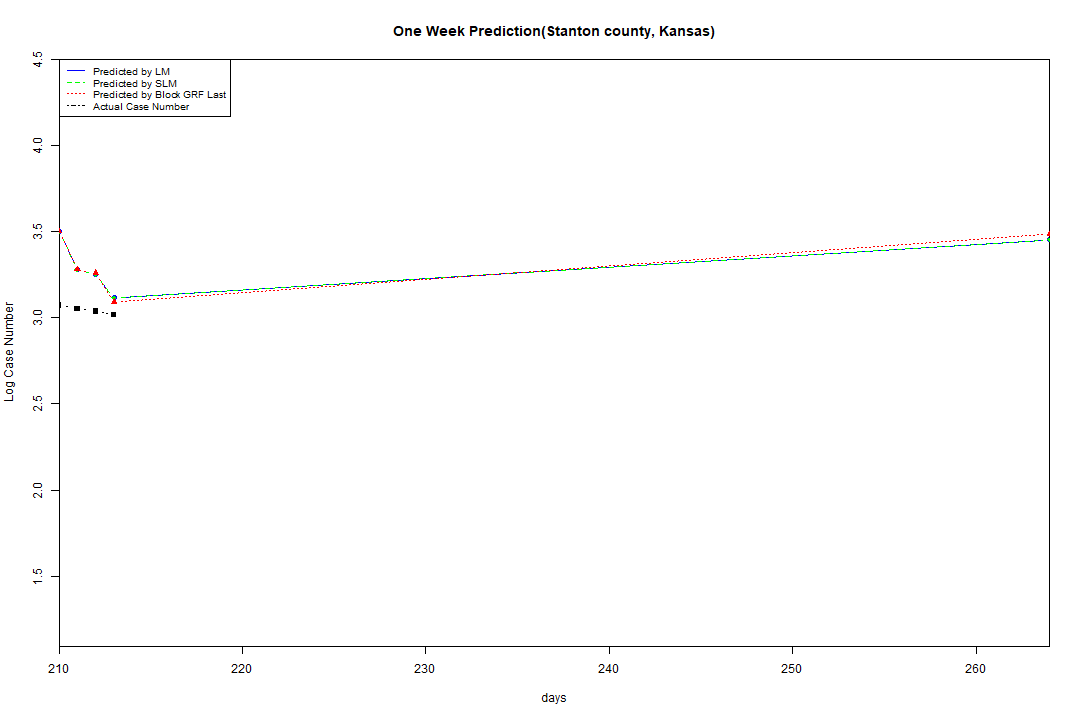 One Week Prediction(Stanton county, Kansas)
Predicted by LM
Predicted by SLM
Predicted by Block GRF Last
Actual Case Number
4.5
4.0
3.5
3.0
2.5
2.0
1.5
Log Case Number
210
220
230
240
250
260
days